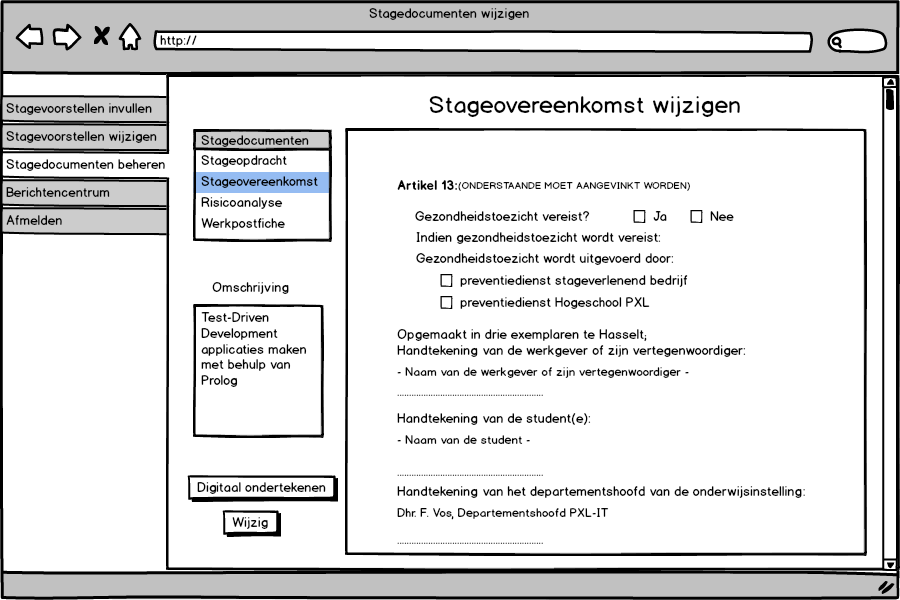 Stagedocumenten wijzigen
http://
Stagevoorstellen invullen
Stagevoorstellen wijzigen
Stagedocumenten beheren
Berichtencentrum
Afmelden
Stageovereenkomst wijzigen
Stagedocumenten
Stageopdracht
Stageovereenkomst
Risicoanalyse
Werkpostfiche
Omschrijving
Test-Driven
Development
applicaties maken
met behulp van
Prolog
Digitaal ondertekenen
Wijzig
Artikel 13:(ONDERSTAANDE MOET AANGEVINKT WORDEN)
Gezondheidstoezicht vereist? Ja Nee
Indien gezondheidstoezicht wordt vereist:
Gezondheidstoezicht wordt uitgevoerd door:
preventiedienst stageverlenend bedrijf
preventiedienst Hogeschool PXL
Opgemaakt in drie exemplaren te Hasselt;
Handtekening van de werkgever of zijn vertegenwoordiger:
- Naam van de werkgever of zijn vertegenwoordiger -
Handtekening van de student(e):
- Naam van de student -
Handtekening van het departementshoofd van de onderwijsinstelling:
Dhr. F. Vos, Departementshoofd PXL-IT